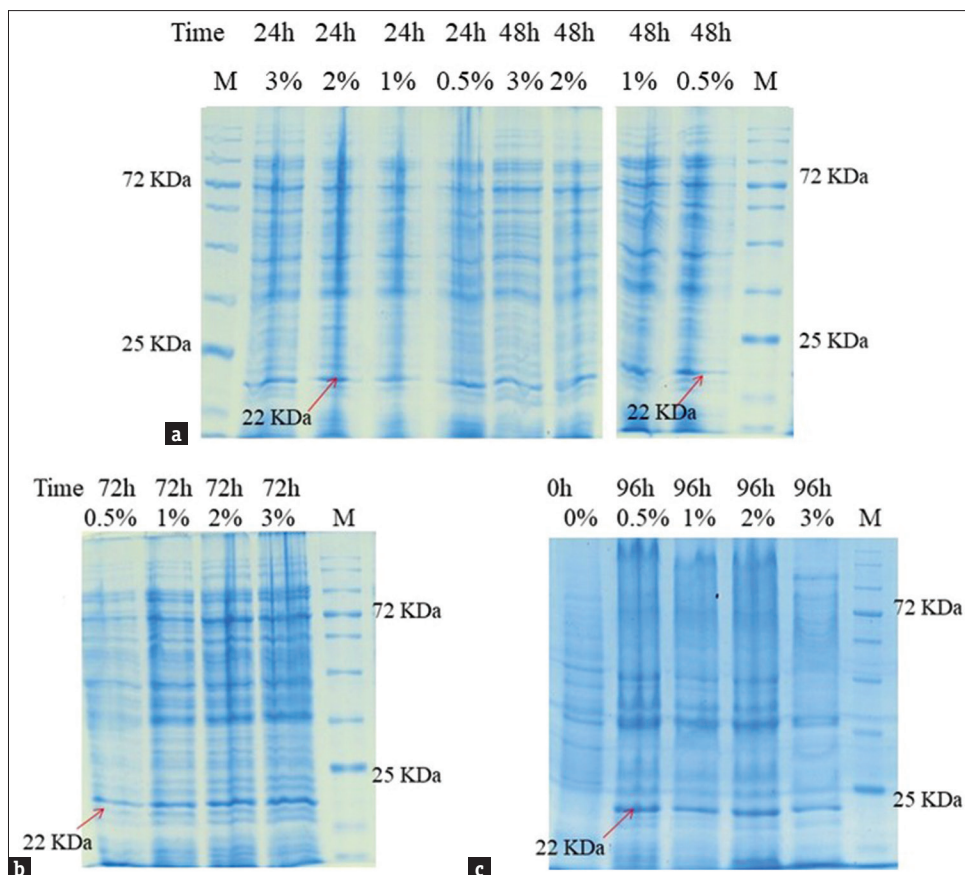 Time 24h 24h 24h 24h 48h 48h 48h 48h
M 3% 2% 1% 0.5% 3% 2% 1% 0.5% M
72 KDa 72 KDa
25 KDa 25 KDa
22 KDa 22 KDa
a
Time 72h 72h 72h 72h
0.5% 1% 2% 3% M
72 KDa
25 KDa
22 KDa
b
0h 96h 96h 96h 96h
0% 0.5% 1% 2% 3% M
72 KDa
25 KDa
22 KDa
c